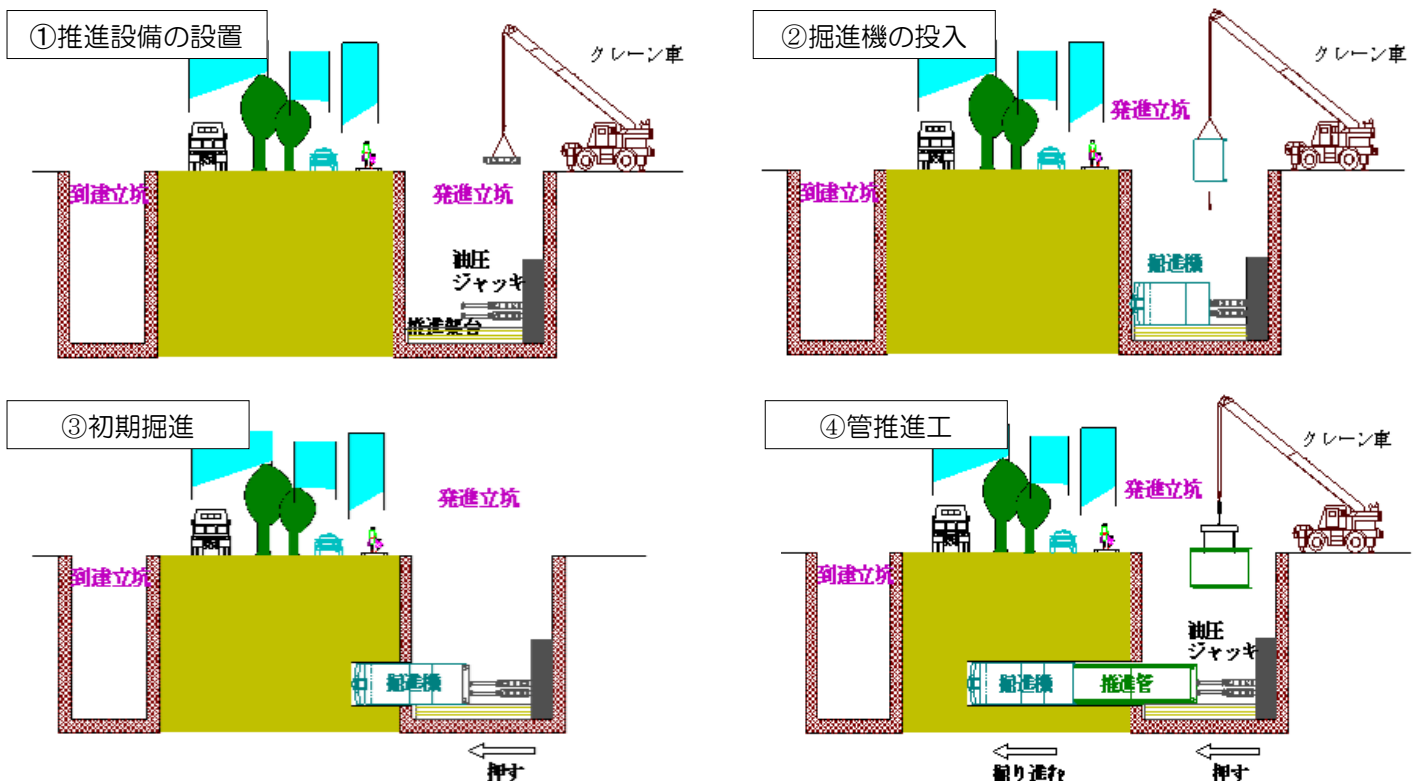 ①推進設備の設置
クレーン車
到達立坑
発進立坑
油圧
ジャッキ
推進架台
②掘進機の投入
クレーン車
発進立坑
到達立坑
掘進機
③初期掘進
発進立坑
到達立坑
掘進機
押す
④管推進工
クレーン車
発進立坑
到達立坑
油圧
ジャッキ
掘進機
推進管
掘り進む
押す